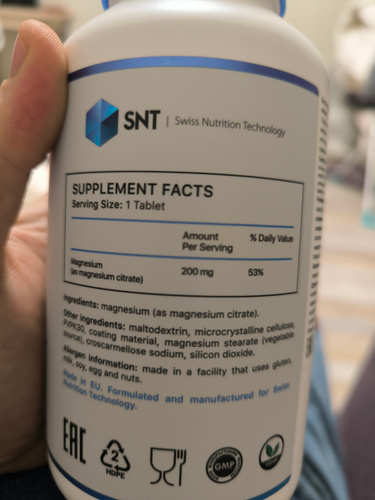 SNT | Swiss Nutrition Technology
SUPPLEMENT FACTS
Serving Size: 1 Tablet
Amount Per Serving
% Daily Value
Magnesium
(as magnesium citrate)
200 mg
53%
Ingredients: magnesium (as magnesium citrate).
Other ingredients: maltodextrin, microcrystalline cellulose,
PVPK30, coating material, magnesium stearate (vegetable
source), croscarmellose sodium, silicon dioxide.
Allergen information: made in a facility that uses gluten,
milk, soy, egg and nuts.
Made in EU. Formulated and manufactured for Swiss
Nutrition Technology.
EAC
2
HDPE
GMP